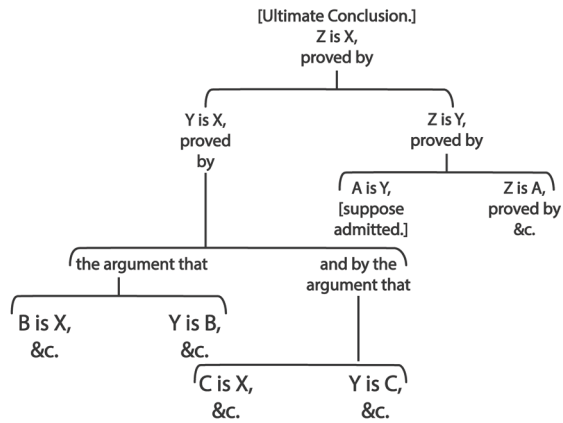 [Ultimate Conclusion.]
Z is X,
proved by
Y is X,
proved
by
Z is Y,
proved by
A is Y,
[suppose
admitted.]
Z is A,
proved by
&c.
the argument that
and by the
argument that
B is X,
&c.
Y is B,
&c.
C is X,
&c.
Y is C,
&c.